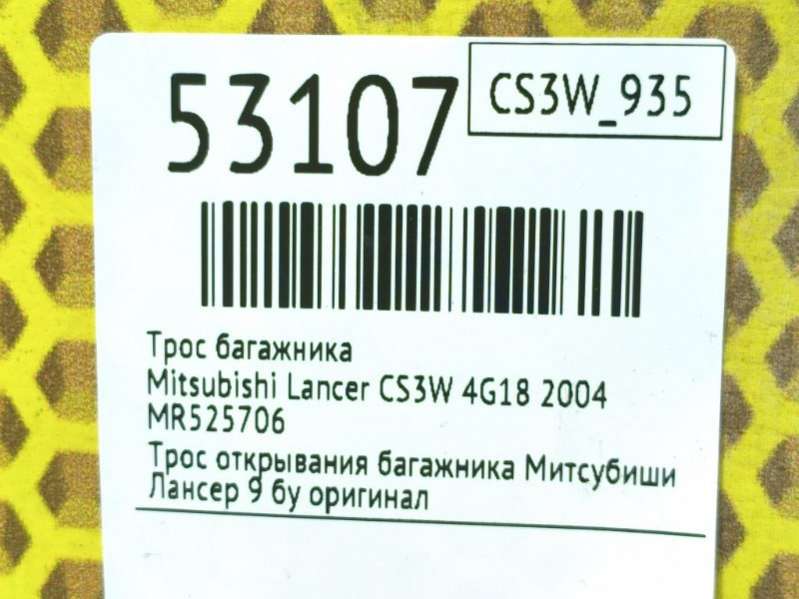 53107
CS3W_935
Трос багажника
Mitsubishi Lancer CS3W 4G18 2004
MR525706
Трос открывания багажника Митсубиши
Лансер 9 бу оригинал